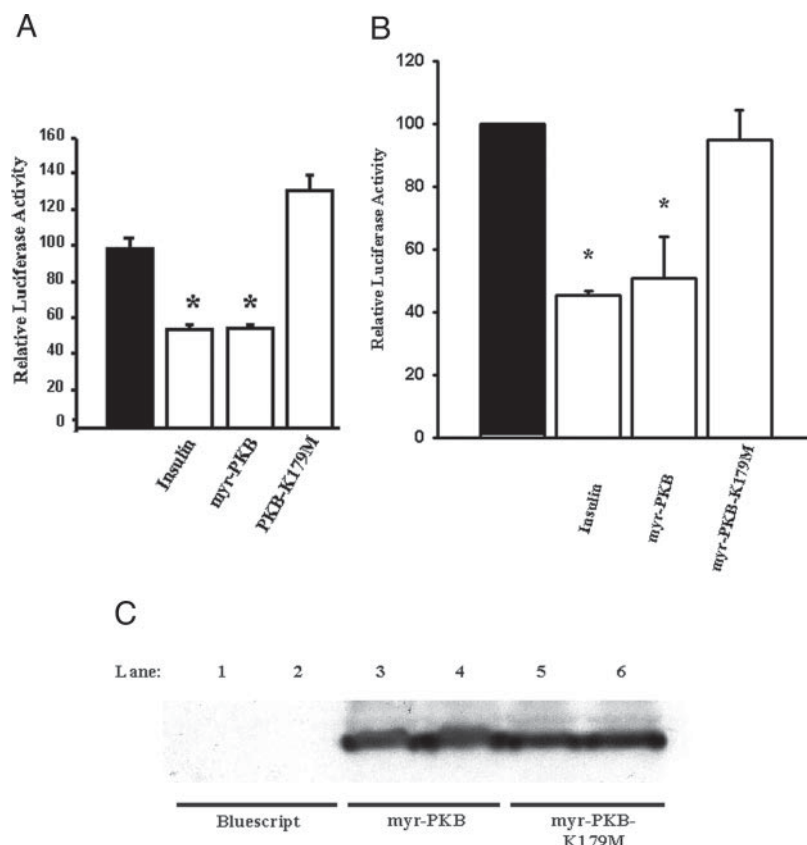 A
Relative Luciferase Activity
160
140
120
100
80
60
40
20
0
Insulin
myr-PKB
PKB-K179M
B
Relative Luciferase Activity
120
100
80
60
40
20
0
*
*
Insulin
myr-PKB
myr-PKB-K179M
*
*
C
Lane: 1 2 3 4 5 6
Bluescript
myr-PKB
myr-PKB-
K179M